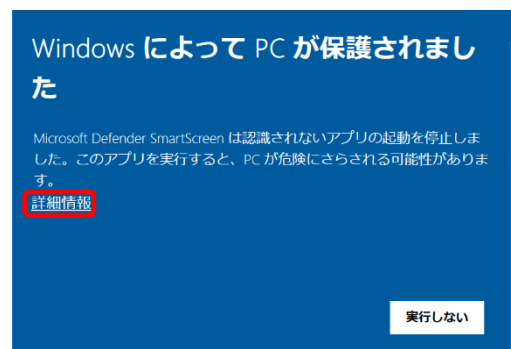 Windows によって PC が保護されまし
た
Microsoft Defender SmartScreen は認識されないアプリの起動を停止しま
した。このアプリを実行すると、PC が危険にさらされる可能性がありま
す。
詳細情報
実行しない